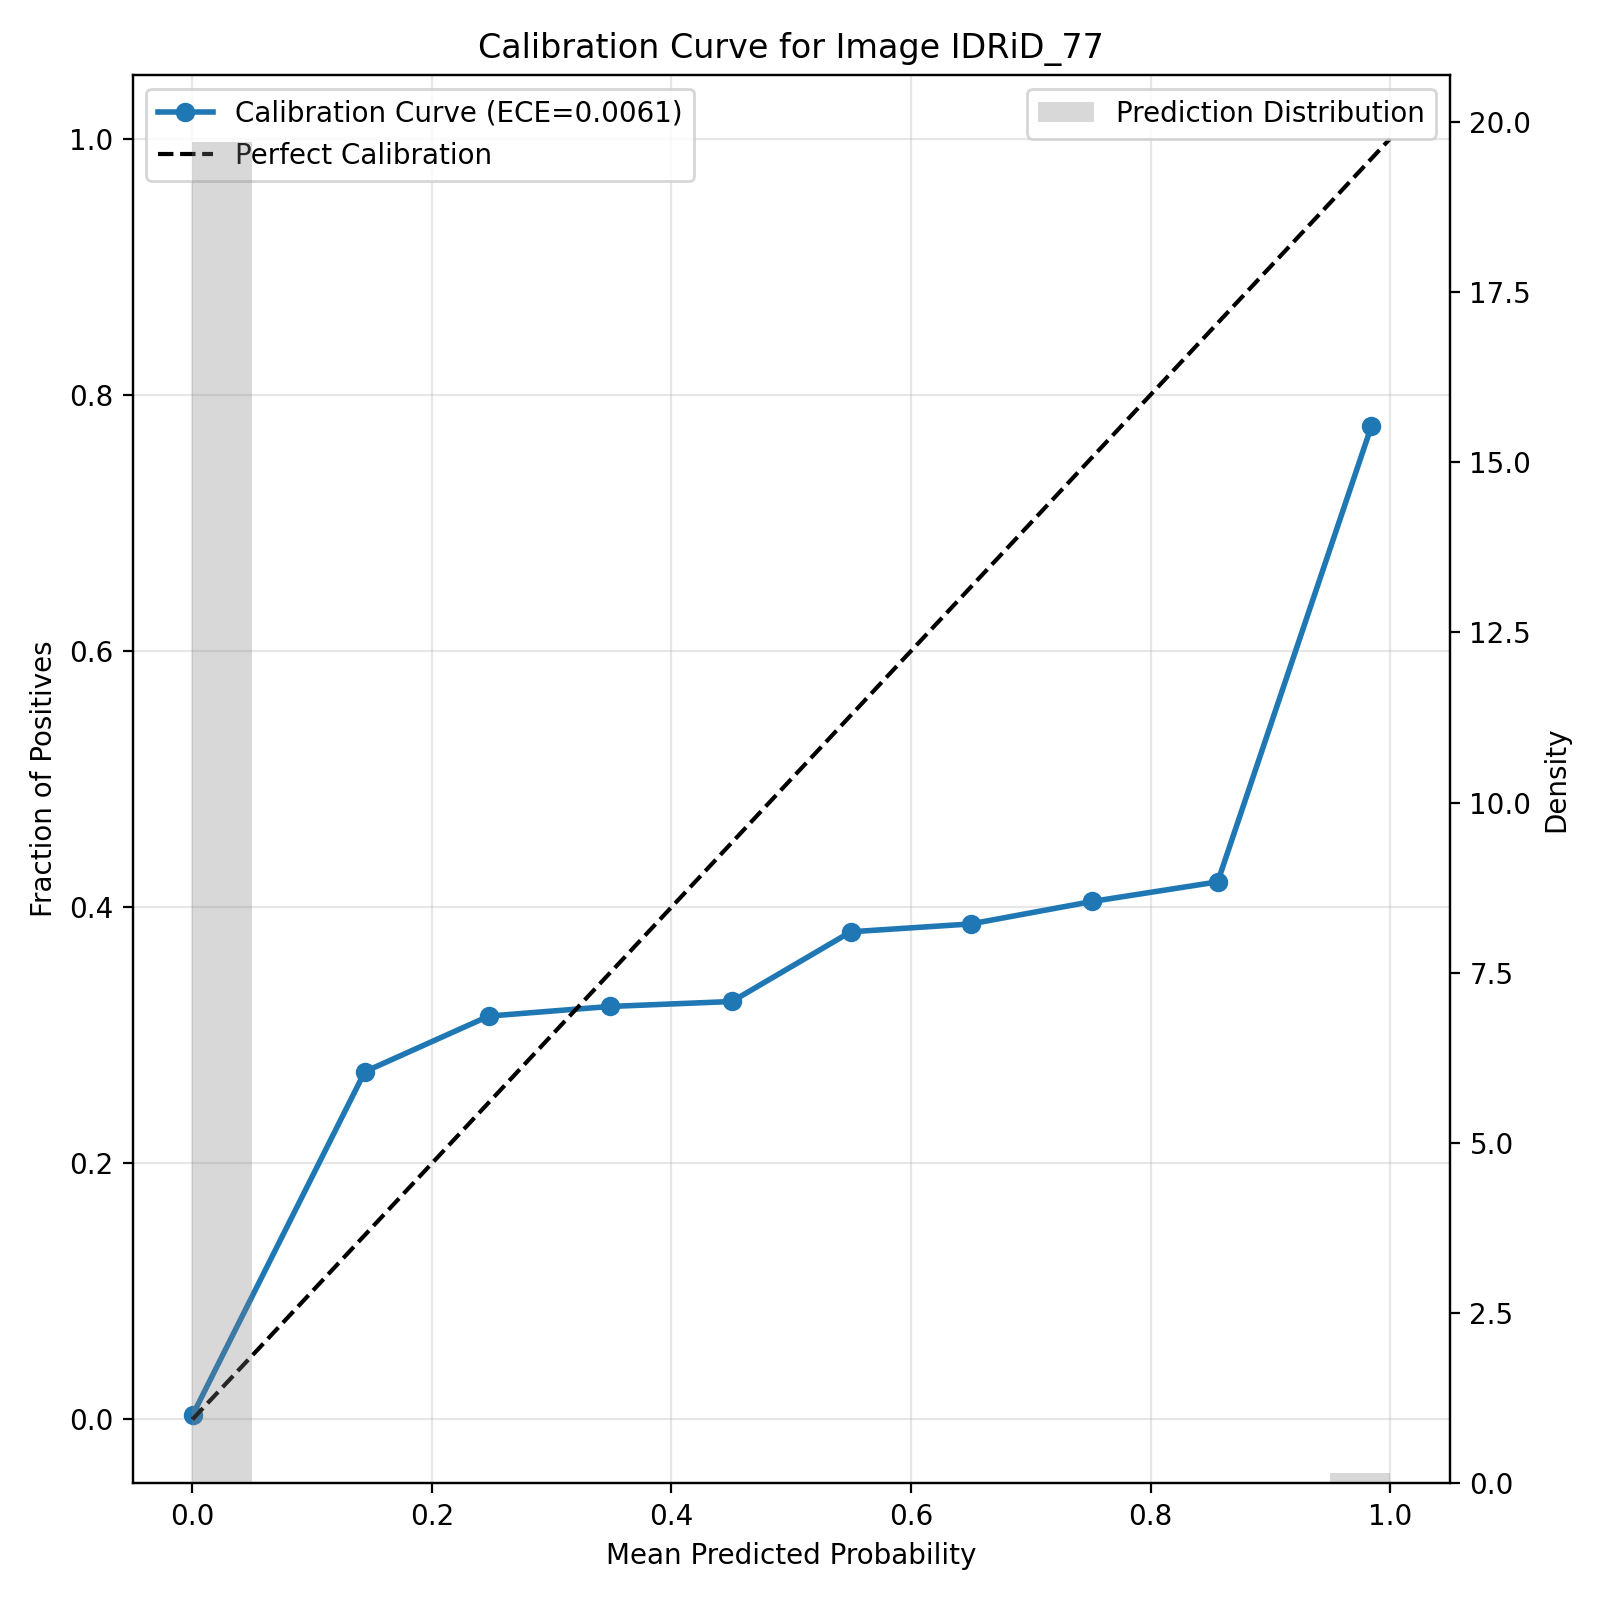 Calibration Curve for Image IDRiD_77
Calibration Curve (ECE=0.0061)
Perfect Calibration
Prediction Distribution
Fraction of Positives
1.0
0.8
0.6
0.4
0.2
0.0
20.0
17.5
15.0
12.5
10.0
7.5
5.0
2.5
0.0
Density
0.0 0.2 0.4 0.6 0.8 1.0
Mean Predicted Probability